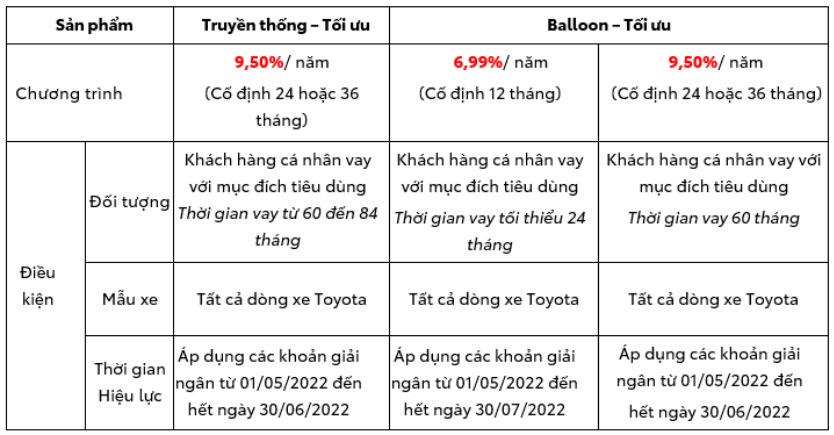 Sản phẩm
Truyền thống – Tối ưu
Balloon – Tối ưu
Chương trình
9,50%/ năm
(Cố định 24 hoặc 36
tháng)
6,99%/ năm
(Cố định 12 tháng)
9,50%/ năm
(Cố định 24 hoặc 36 tháng)
Điều
kiện
Đối tượng
Khách hàng cá nhân vay
với mục đích tiêu dùng
Thời gian vay từ 60 đến 84
tháng
Khách hàng cá nhân vay
với mục đích tiêu dùng
Thời gian vay tối thiểu 24
tháng
Khách hàng cá nhân vay với
mục đích tiêu dùng
Thời gian vay 60 tháng
Mẫu xe
Tất cả dòng xe Toyota
Tất cả dòng xe Toyota
Tất cả dòng xe Toyota
Thời gian
Hiệu lực
Áp dụng các khoản giải
ngân từ 01/05/2022 đến
hết ngày 30/06/2022
Áp dụng các khoản giải
ngân từ 01/05/2022 đến
hết ngày 30/07/2022
Áp dụng các khoản giải
ngân từ 01/05/2022 đến
hết ngày 30/06/2022